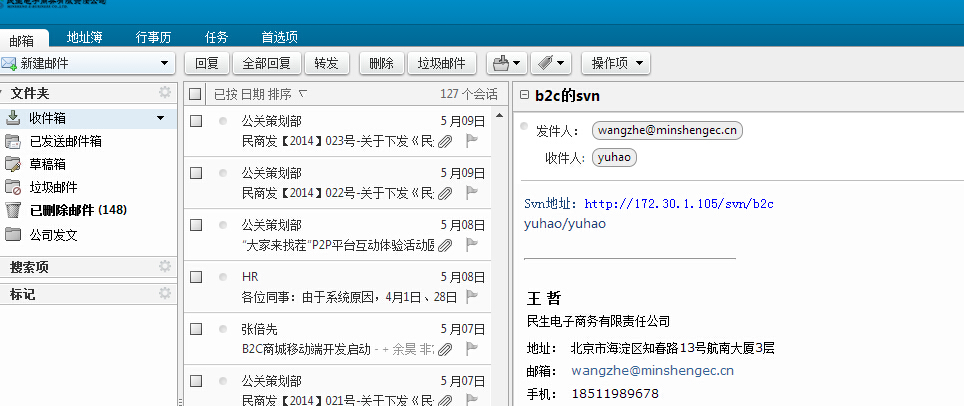 民生电子商务有限责任公司
邮箱 地址簿 行事历 任务 首选项
新建邮件
回复 全部回复 转发 删除 垃圾邮件 操作项
文件夹
收件箱
已发送邮件箱
草稿箱
垃圾邮件
已删除邮件 (148)
公司发文
搜索项
标记
已按 日期 排序 127 个会话
公关策划部 5月09日
民商发【2014】023号-关于下发《民
公关策划部 5月09日
民商发【2014】022号-关于下发《民
公关策划部 5月08日
“大家来找茬”P2P平台互动体验活动
HR 5月08日
各位同事：由于系统原因，4月1日、28日
张倍先 5月07日
B2C商城移动端开发启动 - + 余昊 非
公关策划部 5月07日
民商发【2014】021号-关于下发《民
b2c的svn
发件人： wangzhe@minshengec.cn
收件人： yuhao
Svn地址：http://172.30.1.105/svn/b2c
yuhao/yuhao
王 哲
民生电子商务有限责任公司
地址： 北京市海淀区知春路13号航南大厦3层
邮箱： wangzhe@minshengec.cn
手机： 18511989678